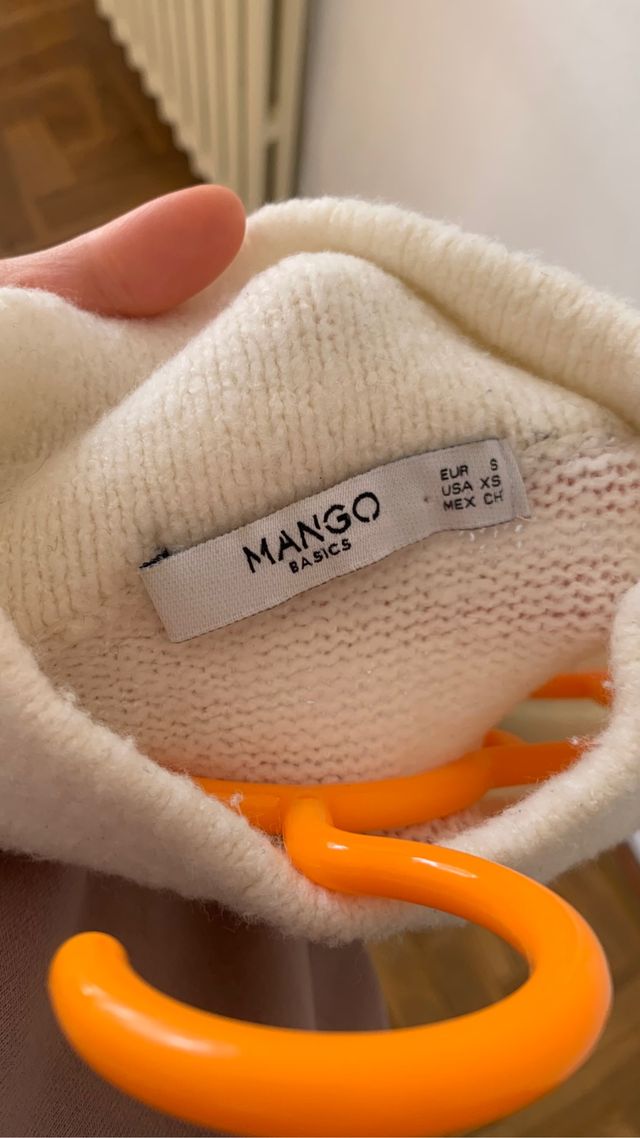 MANGO
BASICS
EUR S
USA XS
MEX CH